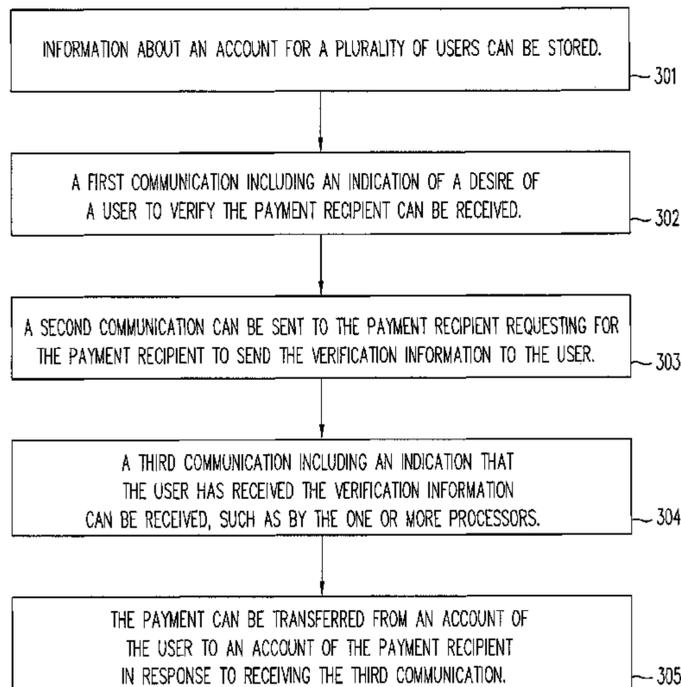 INFORMATION ABOUT AN ACCOUNT FOR A PLURALITY OF USERS CAN BE STORED.
301
A FIRST COMMUNICATION INCLUDING AN INDICATION OF A DESIRE OF
A USER TO VERIFY THE PAYMENT RECIPIENT CAN BE RECEIVED.
302
A SECOND COMMUNICATION CAN BE SENT TO THE PAYMENT RECIPIENT REQUESTING FOR
THE PAYMENT RECIPIENT TO SEND THE VERIFICATION INFORMATION TO THE USER.
303
A THIRD COMMUNICATION INCLUDING AN INDICATION THAT
THE USER HAS RECEIVED THE VERIFICATION INFORMATION
CAN BE RECEIVED, SUCH AS BY THE ONE OR MORE PROCESSORS.
304
THE PAYMENT CAN BE TRANSFERRED FROM AN ACCOUNT OF
THE USER TO AN ACCOUNT OF THE PAYMENT RECIPIENT
IN RESPONSE TO RECEIVING THE THIRD COMMUNICATION.
305